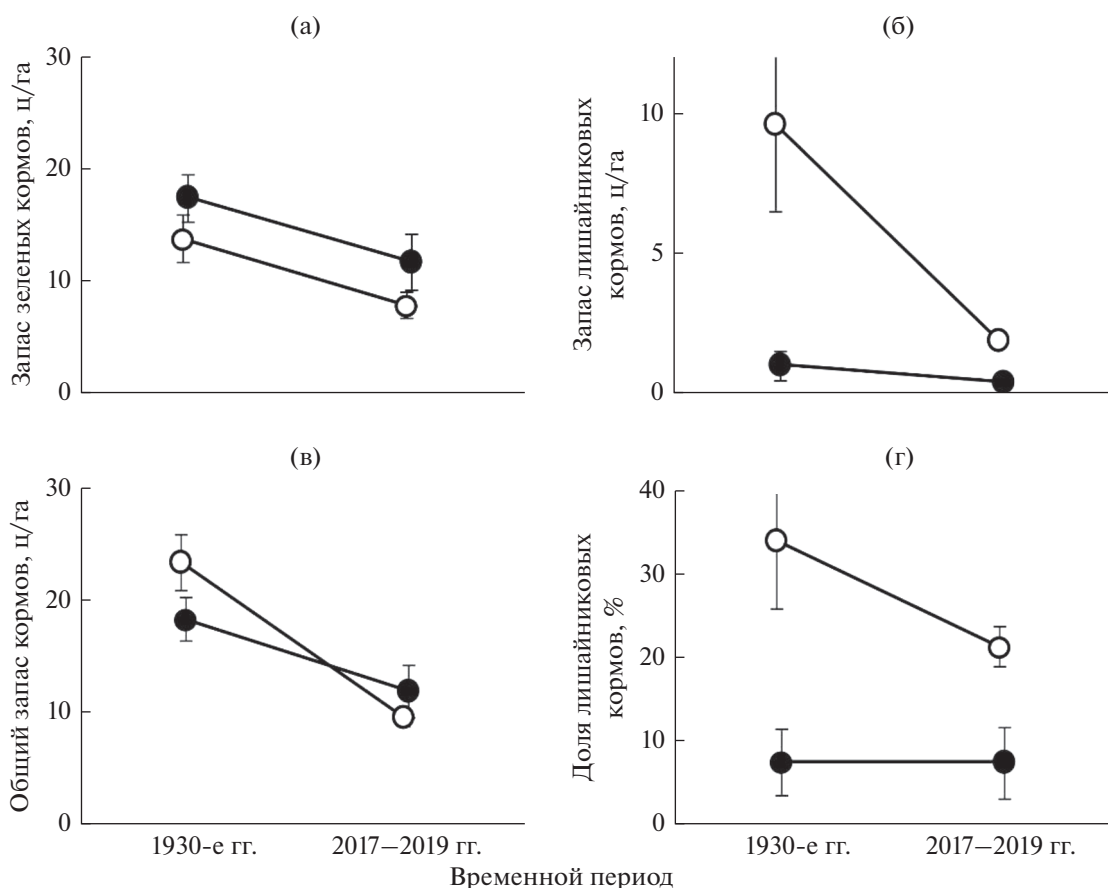 (а)
Запас зеленых кормов, ц/га
30
20
10
0
(б)
Запас лишайниковых
кормов, ц/га
10
5
0
(в)
Общий запас кормов, ц/га
30
20
10
0
1930-е гг.
2017–2019 гг.
(г)
Доля лишайниковых
кормов, %
40
30
20
10
0
1930-е гг.
2017–2019 гг.
Временной период